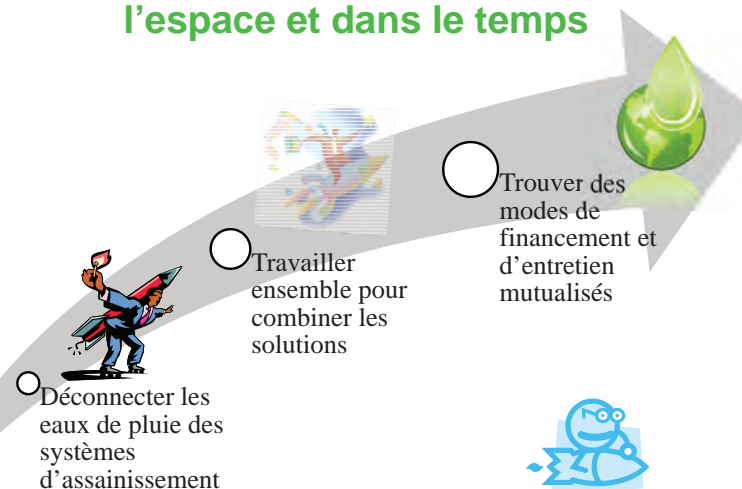 l’espace et dans le temps
Trouver des
modes de
financement et
d’entretien
mutualisés
Travailler
ensemble pour
combiner les
solutions
Déconnecter les
eaux de pluie des
systèmes
d’assainissement